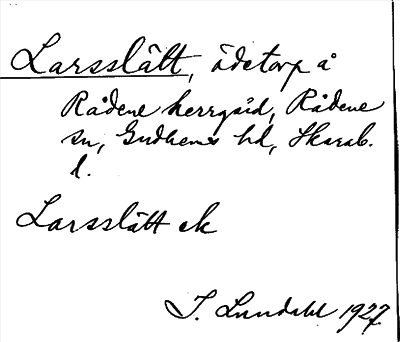 Larsslätt, ödetorp å
Rådene herrgård, Rådene
sn, Gudhems hd, Skarab.
l.
Larsslätt ek
I. Lundahl 1927